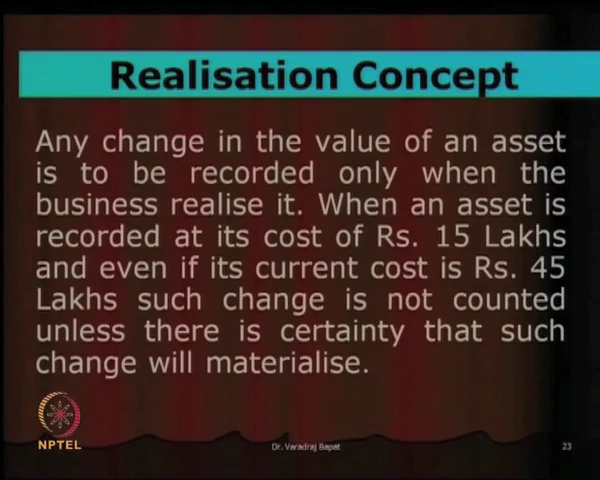 Realisation Concept
Any change in the value of an asset
is to be recorded only when the
business realise it. When an asset is
recorded at its cost of Rs. 15 Lakhs
and even if its current cost is Rs. 45
Lakhs such change is not counted
unless there is certainty that such
change will materialise.
NPTEL
Dr. Varadraj Bapat
23